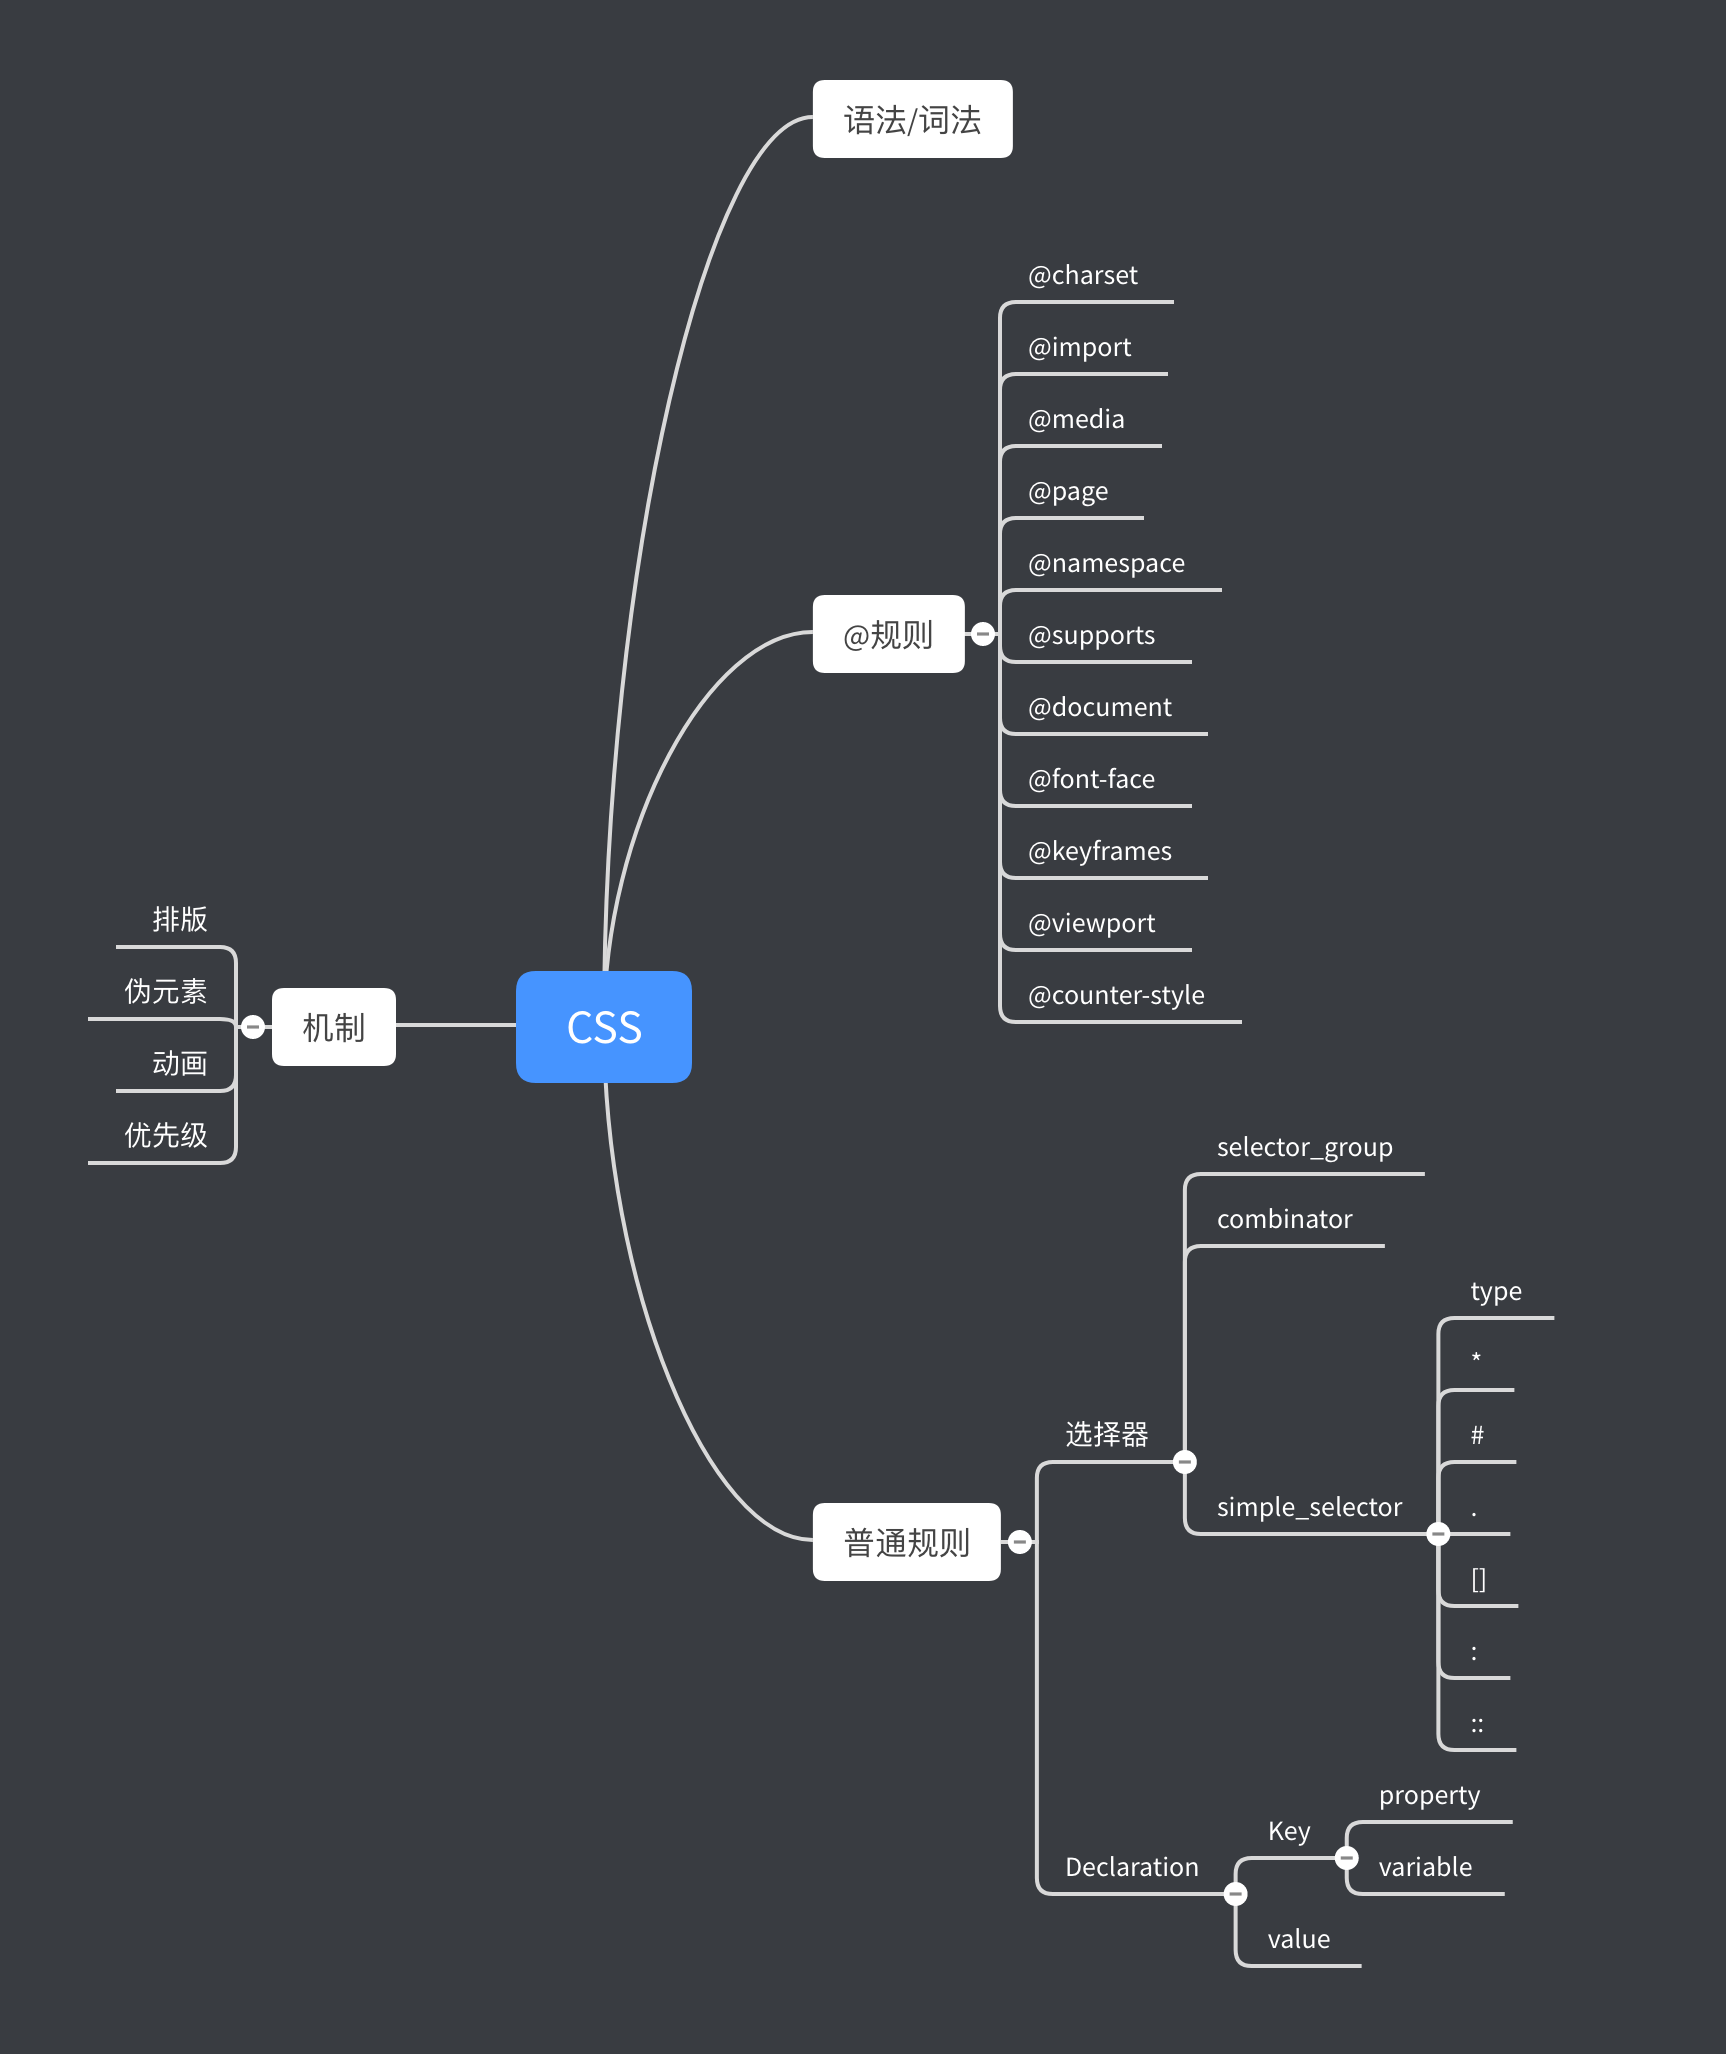 语法/词法
@charset
@import
@media
@page
@namespace
@规则
@supports
@document
@font-face
@keyframes
@viewport
@counter-style
排版
伪元素
机制
动画
优先级
CSS
selector_group
combinator
type
*
选择器
#
simple_selector
.
普通规则
[]
:
::
property
Key
Declaration
variable
value